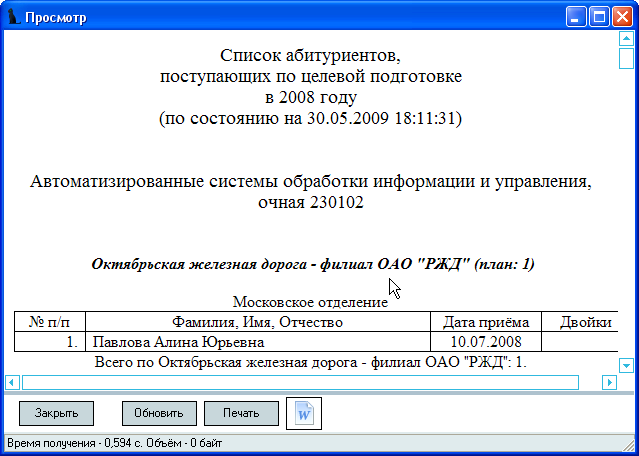 Просмотр
Список абитуриентов,
поступающих по целевой подготовке
в 2008 году
(по состоянию на 30.05.2009 18:11:31)
Автоматизированные системы обработки информации и управления,
очная 230102
Октябрьская железная дорога - филиал ОАО "РЖД" (план: 1)
Московское отделение
№ п/п Фамилия, Имя, Отчество Дата приёма Двойки
1. Павлова Алина Юрьевна 10.07.2008
Всего по Октябрьская железная дорога - филиал ОАО "РЖД": 1.
Закрыть Обновить Печать W
Время получения - 0,594 с. Объём - 0 байт